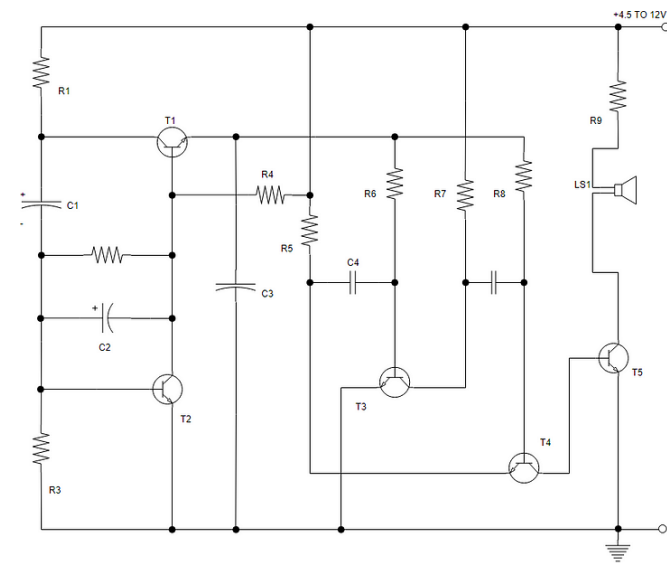 +4.5 TO 12V
R1
T1
R9
R4
R6
R7
R8
LS1
+
C1
-
R5
C4
C3
+
C2
T5
T3
T2
T4
R3